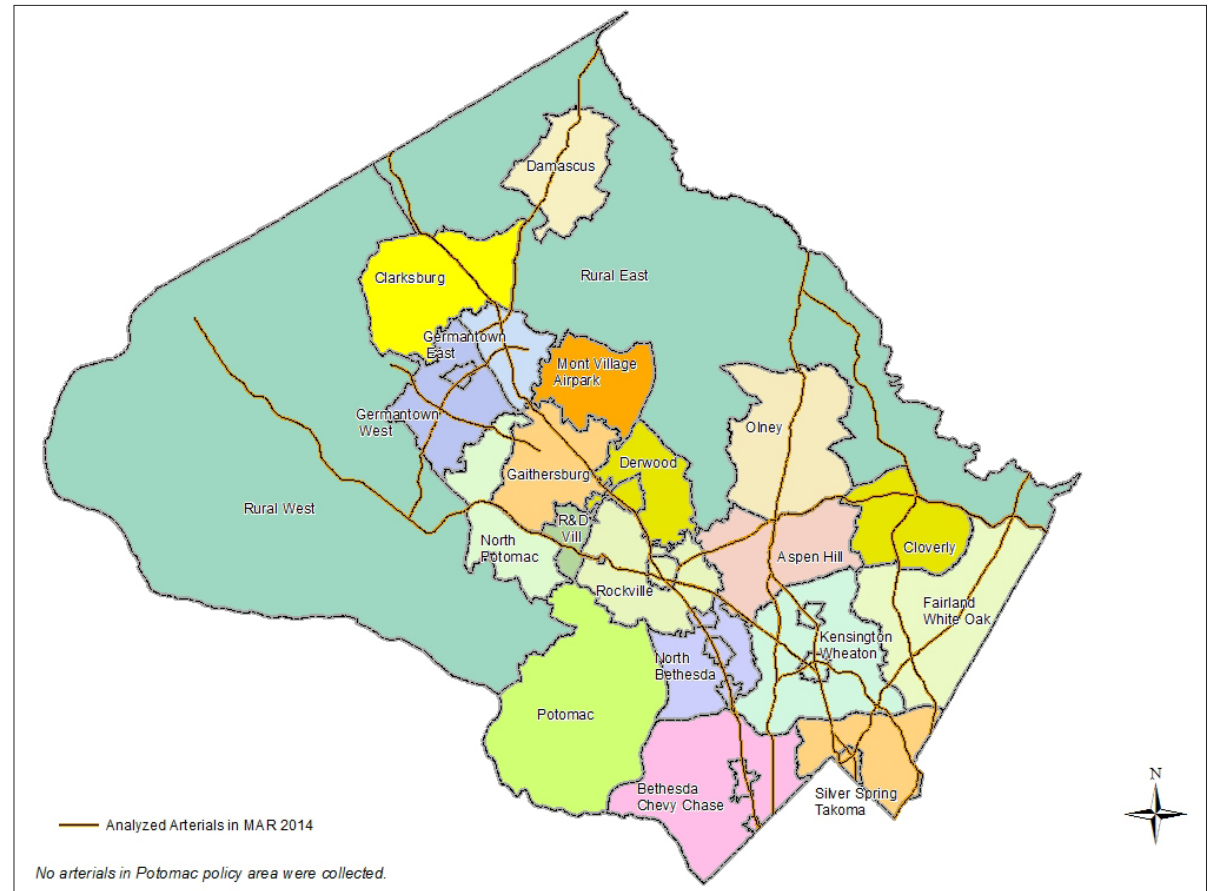 Damascus
Rural East
Clarksburg
Germantown
East
Mont Village
Airpark
Germantown
West
Olney
Derwood
Gaithersburg
Rural West
R&D
Vill
North
Potomac
Aspen Hill
Cloverly
Rockville
Fairland
White Oak
Kensington
Wheaton
North
Bethesda
Potomac
Bethesda
Chevy Chase
Silver Spring
Takoma
N
Analyzed Arterials in MAR 2014
No arterials in Potomac policy area were collected.